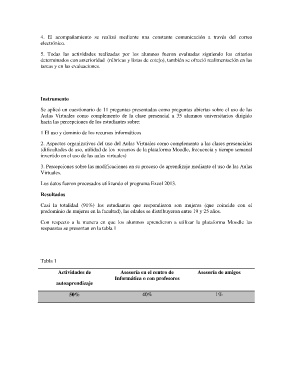 4. El acompañamiento se realizó mediante una constante comunicación a través del correo
electrónico.
5. Todas las actividades realizadas por los alumnos fueron evaluadas siguiendo los criterios
determinados con anterioridad (rúbricas y listas de cotejo), también se ofreció realimentación en las
tareas y en las evaluaciones.
Instrumento
Se aplicó un cuestionario de 11 preguntas presentadas como preguntas abiertas sobre el uso de las
Aulas Virtuales como complemento de la clase presencial a 35 alumnos universitarios dirigido
hacia las percepciones de los estudiantes sobre:
1 El uso y dominio de los recursos informáticos
2. Aspectos organizativos del uso del Aulas Virtuales como complemento a las clases presenciales
(dificultades de uso, utilidad de los recursos de la plataforma Moodle, frecuencia y tiempo semanal
invertido en el uso de las aulas virtuales)
3. Percepciones sobre las modificaciones en su proceso de aprendizaje mediante el uso de las Aulas
Virtuales.
Los datos fueron procesados utilizando el programa Excel 2013.
Resultados
Casi la totalidad (90%) los estudiantes que respondieron son mujeres (que coincide con el
predominio de mujeres en la facultad), las edades se distribuyeron entre 19 y 25 años.
Con respecto a la manera en que los alumnos aprendieron a utilizar la plataforma Moodle las
respuestas se presentan en la tabla 1
Tabla 1
Actividades de Asesoría en el centro de Asesoría de amigos
Informática o con profesores
autoaprendizaje
50% 40%